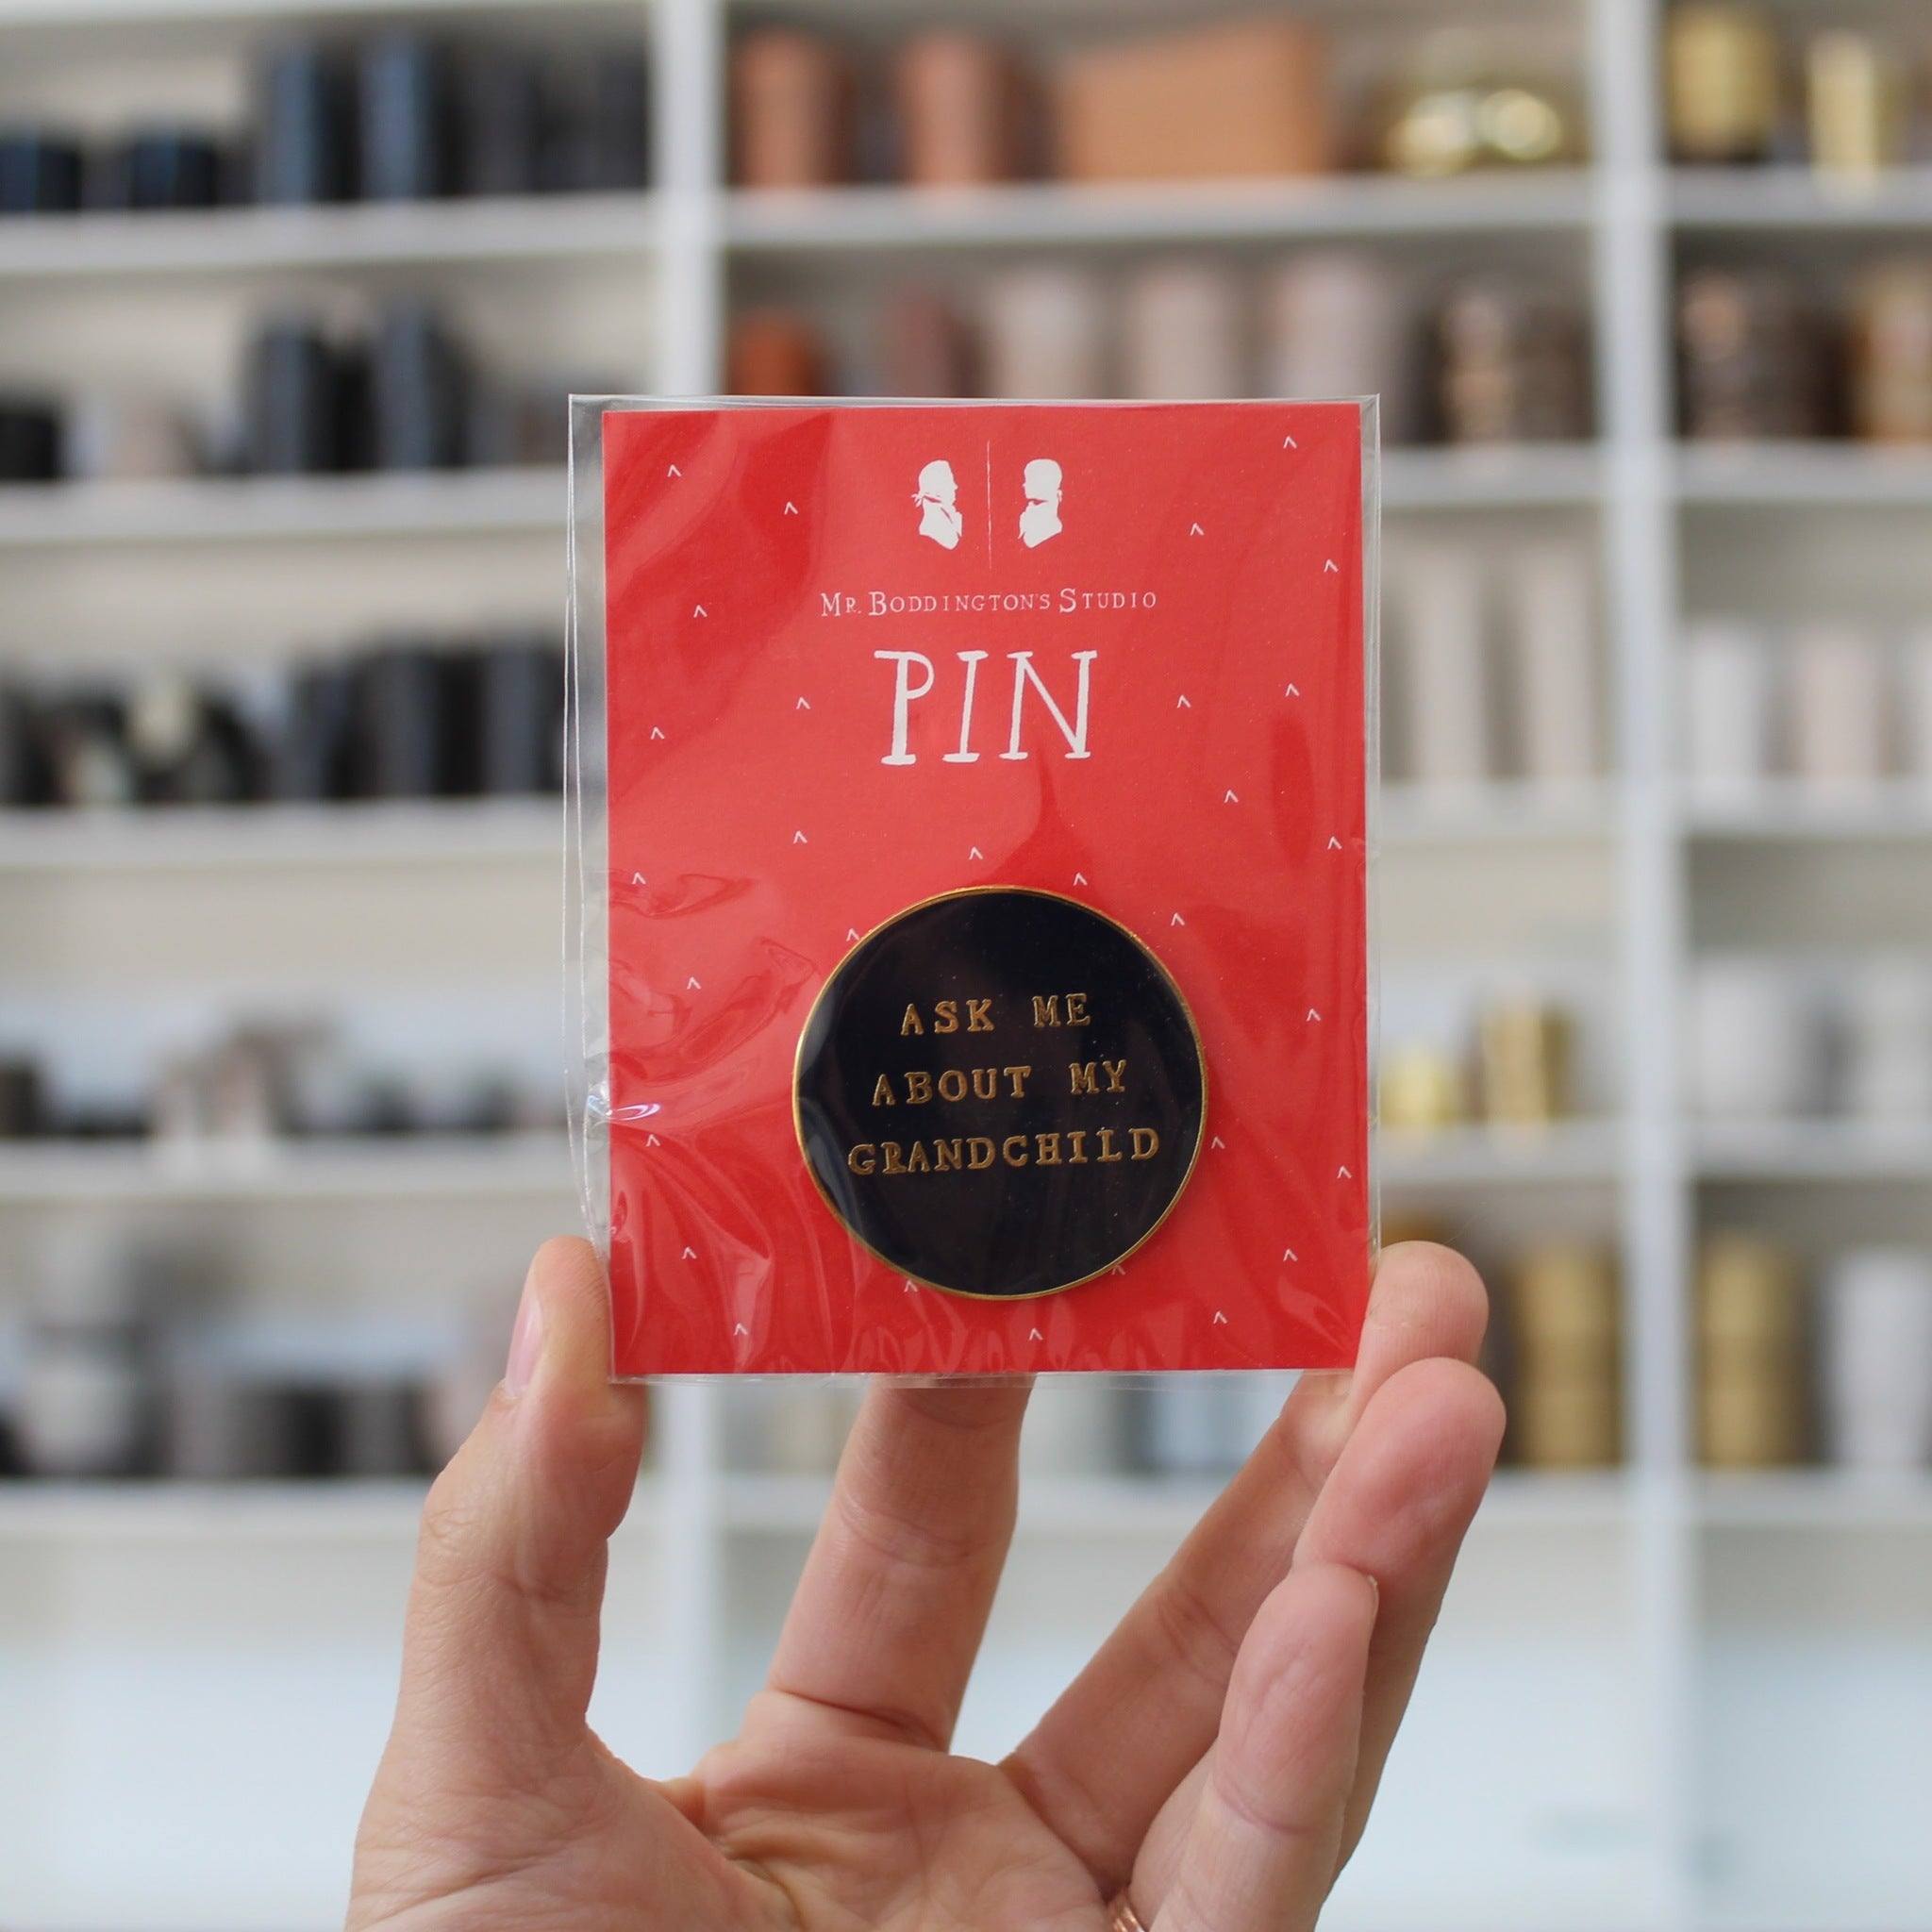 MR. BODDINGTON'S STUDIO
PIN
ASK ME
ABOUT MY
GRANDCHILD